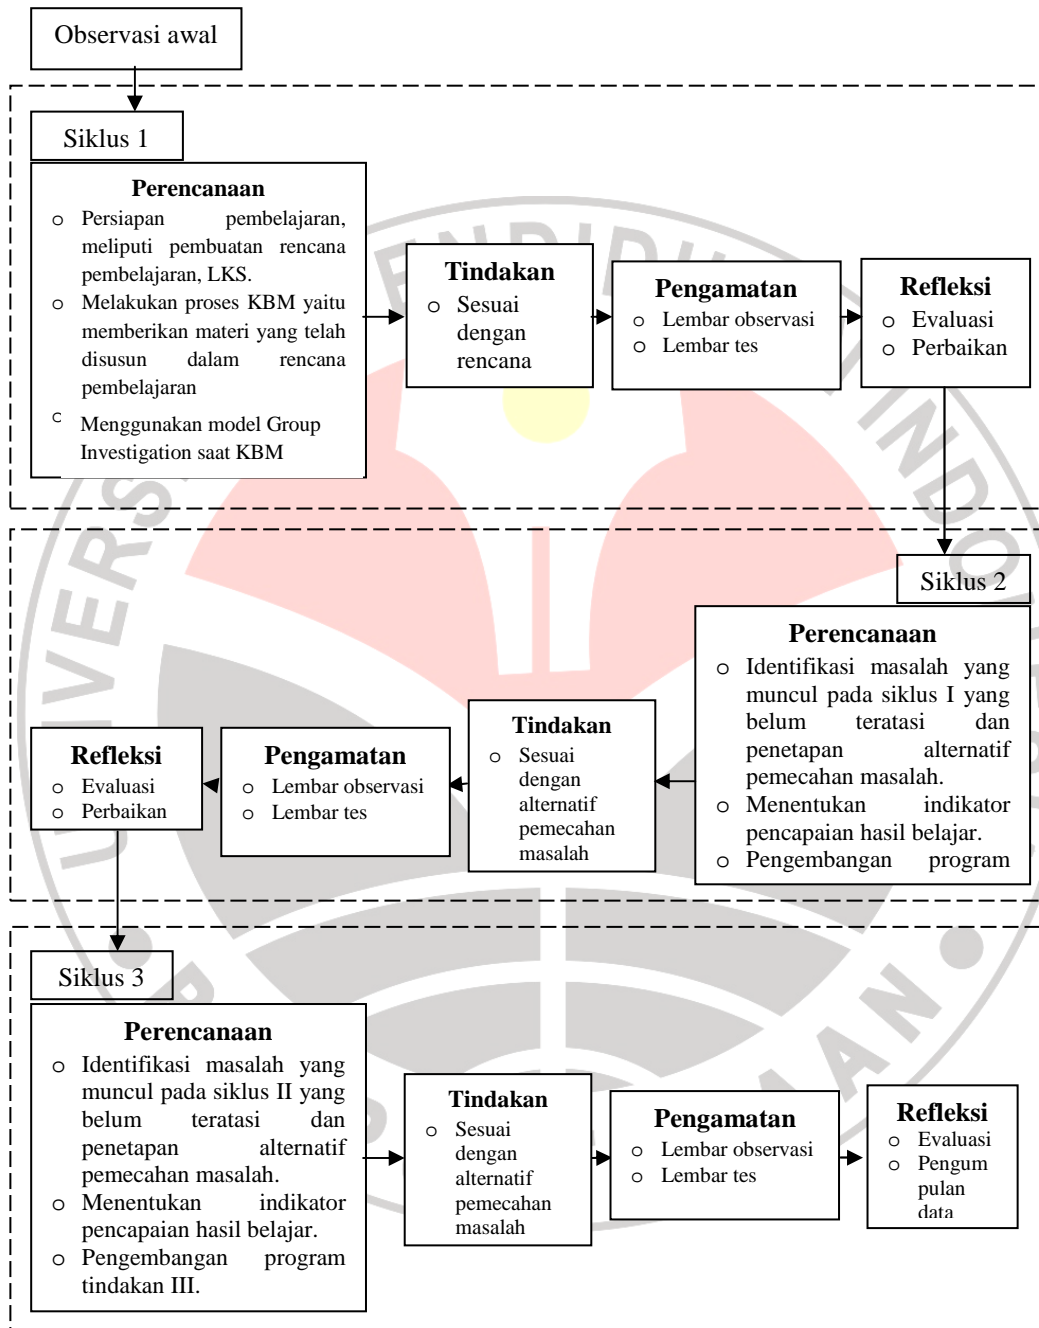 Observasi awal
Siklus 1
Perencanaan
o Persiapan pembelajaran,
meliputi pembuatan rencana
pembelajaran, LKS.
o Melakukan proses KBM yaitu
memberikan materi yang telah
disusun dalam rencana
pembelajaran
o Menggunakan model Group
Investigation saat KBM
Tindakan
o Sesuai
dengan
rencana
Pengamatan
o Lembar observasi
o Lembar tes
Refleksi
o Evaluasi
o Perbaikan
Siklus 2
Perencanaan
o Identifikasi masalah yang
muncul pada siklus I yang
belum teratasi dan
penetapan alternatif
pemecahan masalah.
o Menentukan indikator
pencapaian hasil belajar.
o Pengembangan program
Tindakan
o Sesuai
dengan
alternatif
pemecahan
masalah
Pengamatan
o Lembar observasi
o Lembar tes
Refleksi
o Evaluasi
o Perbaikan
Siklus 3
Perencanaan
o Identifikasi masalah yang
muncul pada siklus II yang
belum teratasi dan
penetapan alternatif
pemecahan masalah.
o Menentukan indikator
pencapaian hasil belajar.
o Pengembangan program
tindakan III.
Tindakan
o Sesuai
dengan
alternatif
pemecahan
masalah
Pengamatan
o Lembar observasi
o Lembar tes
Refleksi
o Evaluasi
o Pengum
pulan
data